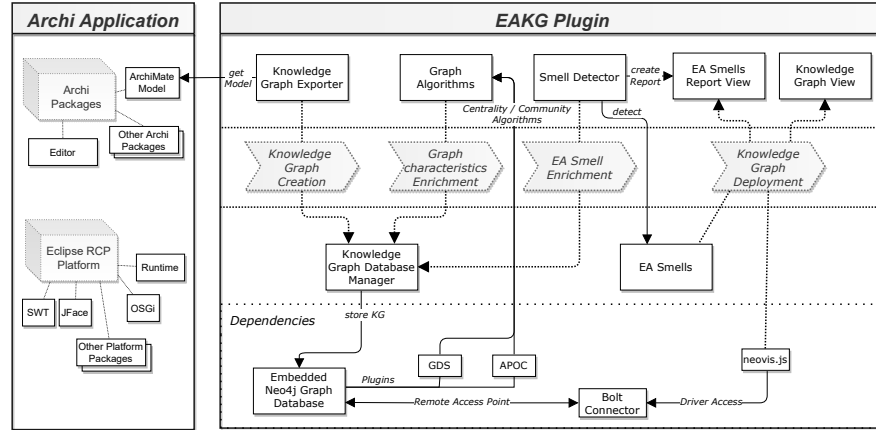 Archi Application
EAKG Plugin
Archi
Packages
ArchiMate
Model
Editor
Other Archi
Packages
Eclipse RCP
Platform
Runtime
SWT
JFace
OSGi
Other Platform
Packages
get
Model
Knowledge
Graph Exporter
Graph
Algorithms
Smell Detector
create
Report
EA Smells
Report View
Knowledge
Graph View
Centrality / Community
Algorithms
detect
Knowledge
Graph
Creation
Graph
characteristics
Enrichment
EA Smell
Enrichment
Knowledge
Graph
Deployment
Knowledge
Graph Database
Manager
EA Smells
store KG
Dependencies
GDS
APOC
neovis.js
Embedded
Neo4j Graph
Database
Plugins
Remote Access Point
Bolt
Connector
Driver Access